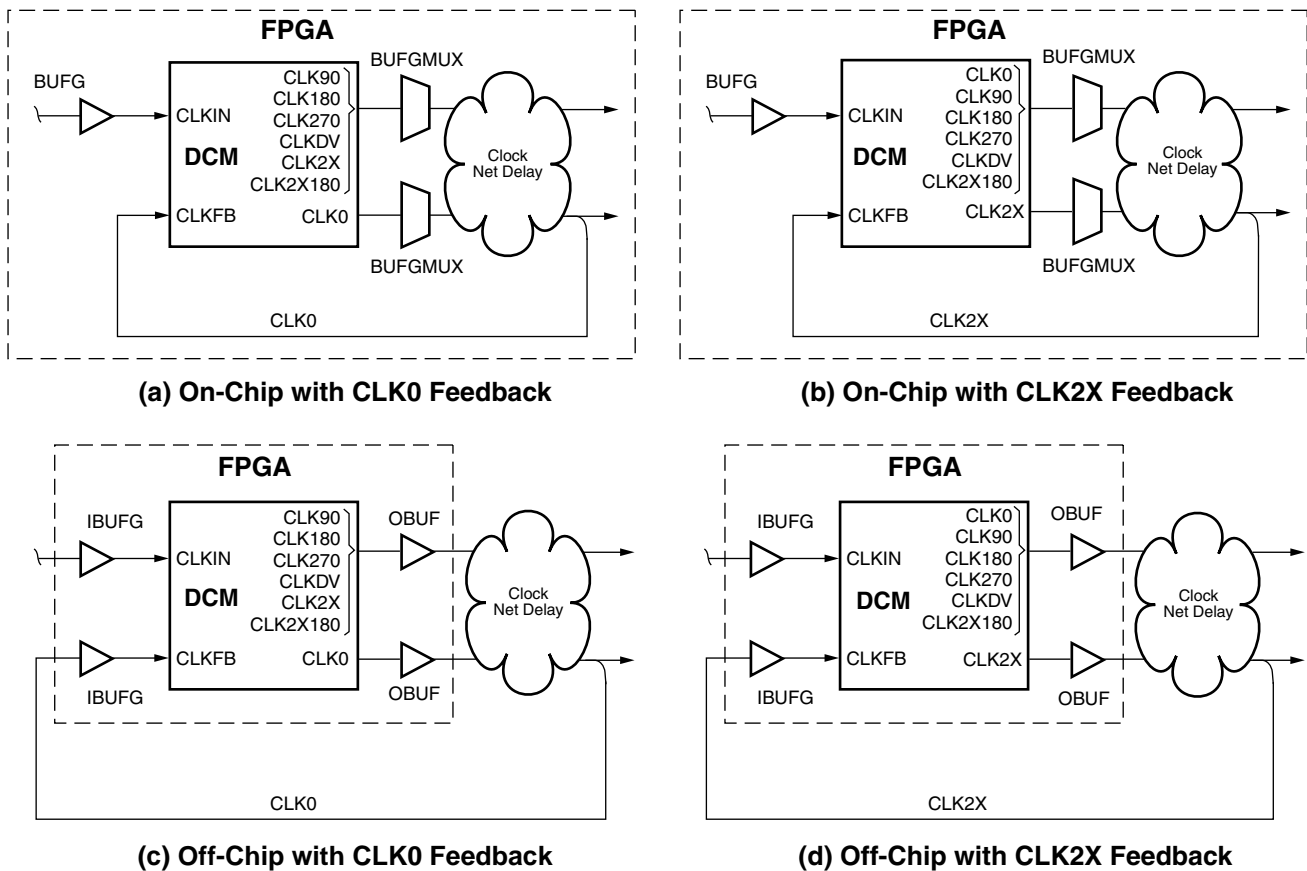 FPGA
BUFG
CLKIN
DCM
CLKFB
CLK90
CLK180
CLK270
CLKDV
CLK2X
CLK2X180
CLK0
BUFGMUX
BUFGMUX
Clock
Net Delay
CLK0
(a) On-Chip with CLK0 Feedback
FPGA
BUFG
CLKIN
DCM
CLKFB
CLK0
CLK90
CLK180
CLK270
CLKDV
CLK2X180
CLK2X
BUFGMUX
BUFGMUX
Clock
Net Delay
CLK2X
(b) On-Chip with CLK2X Feedback
FPGA
IBUFG
IBUFG
CLKIN
DCM
CLKFB
CLK90
CLK180
CLK270
CLKDV
CLK2X
CLK2X180
CLK0
OBUF
OBUF
Clock
Net Delay
CLK0
(c) Off-Chip with CLK0 Feedback
FPGA
IBUFG
IBUFG
CLKIN
DCM
CLKFB
CLK0
CLK90
CLK180
CLK270
CLKDV
CLK2X180
CLK2X
OBUF
OBUF
Clock
Net Delay
CLK2X
(d) Off-Chip with CLK2X Feedback